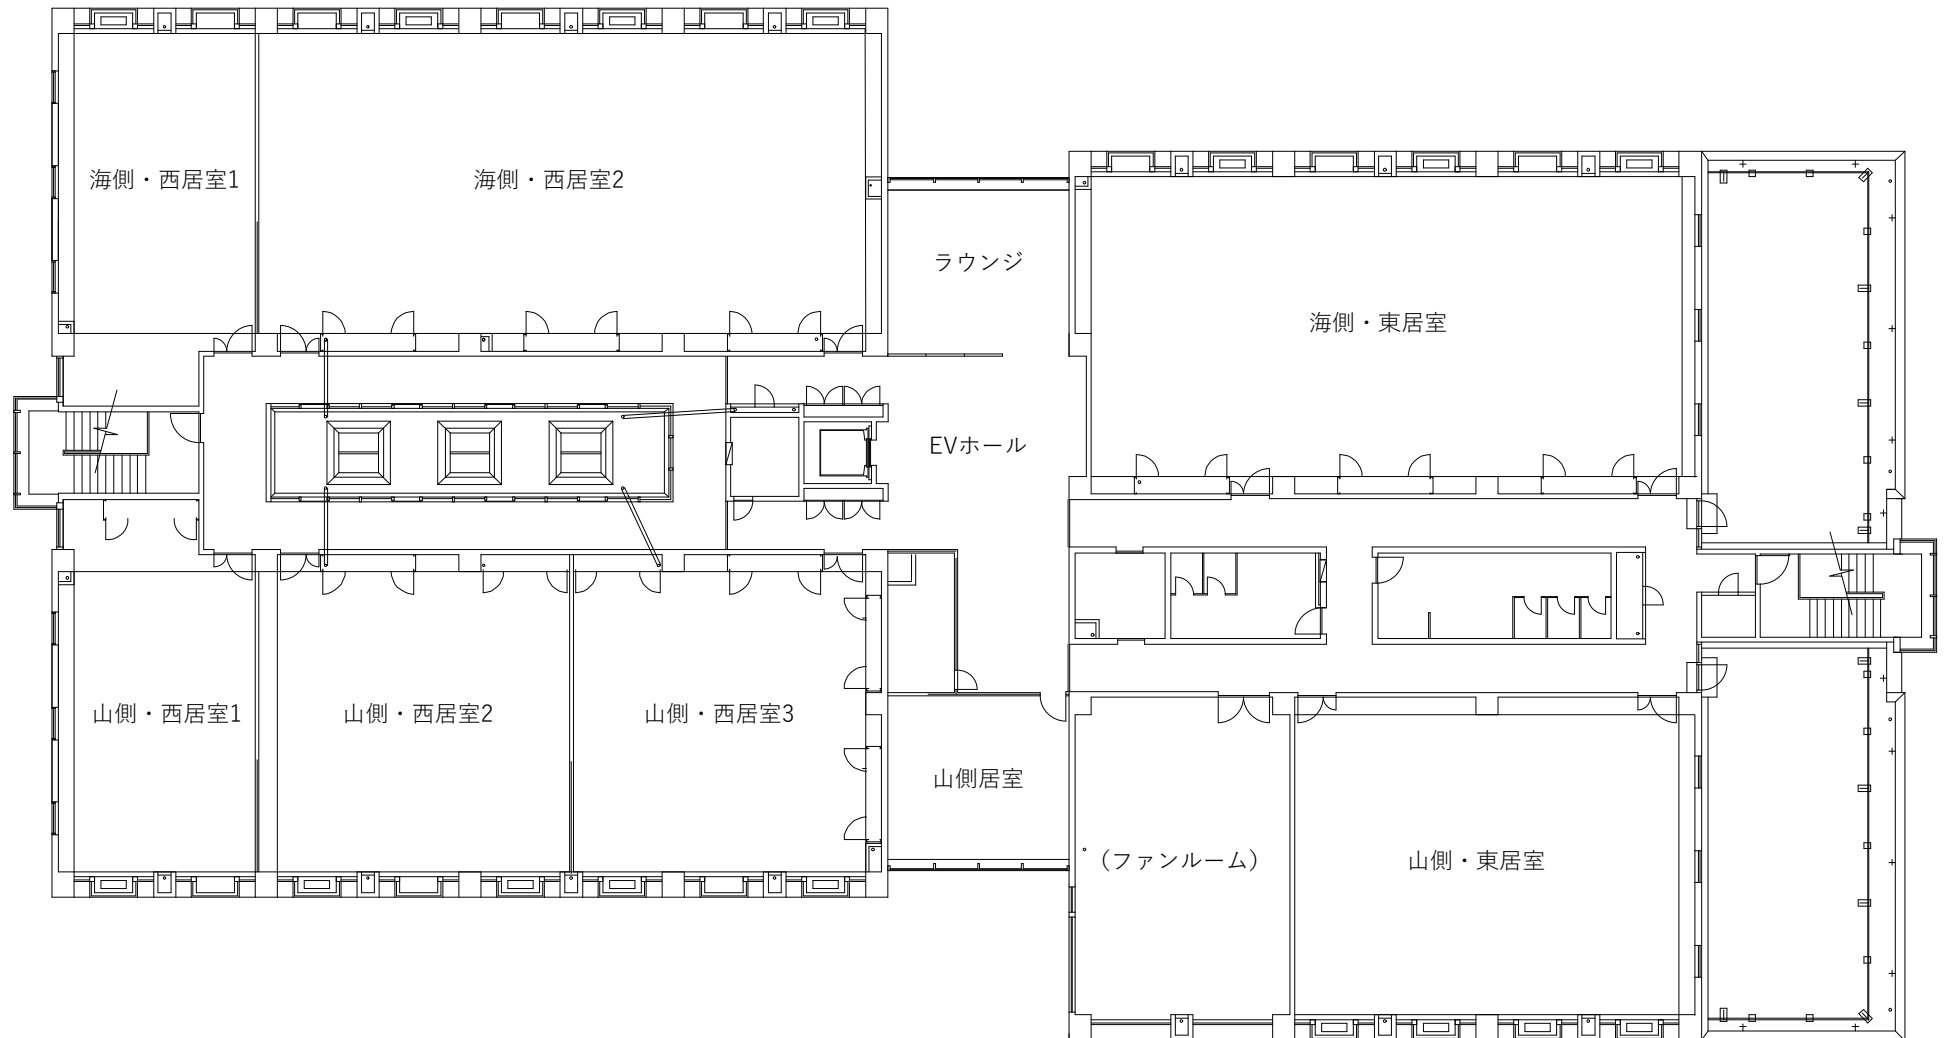 海側・西居室1
海側・西居室2
ラウンジ
海側・東居室
EVホール
山側・西居室1
山側・西居室2
山側・西居室3
山側居室
（ファンルーム）
山側・東居室